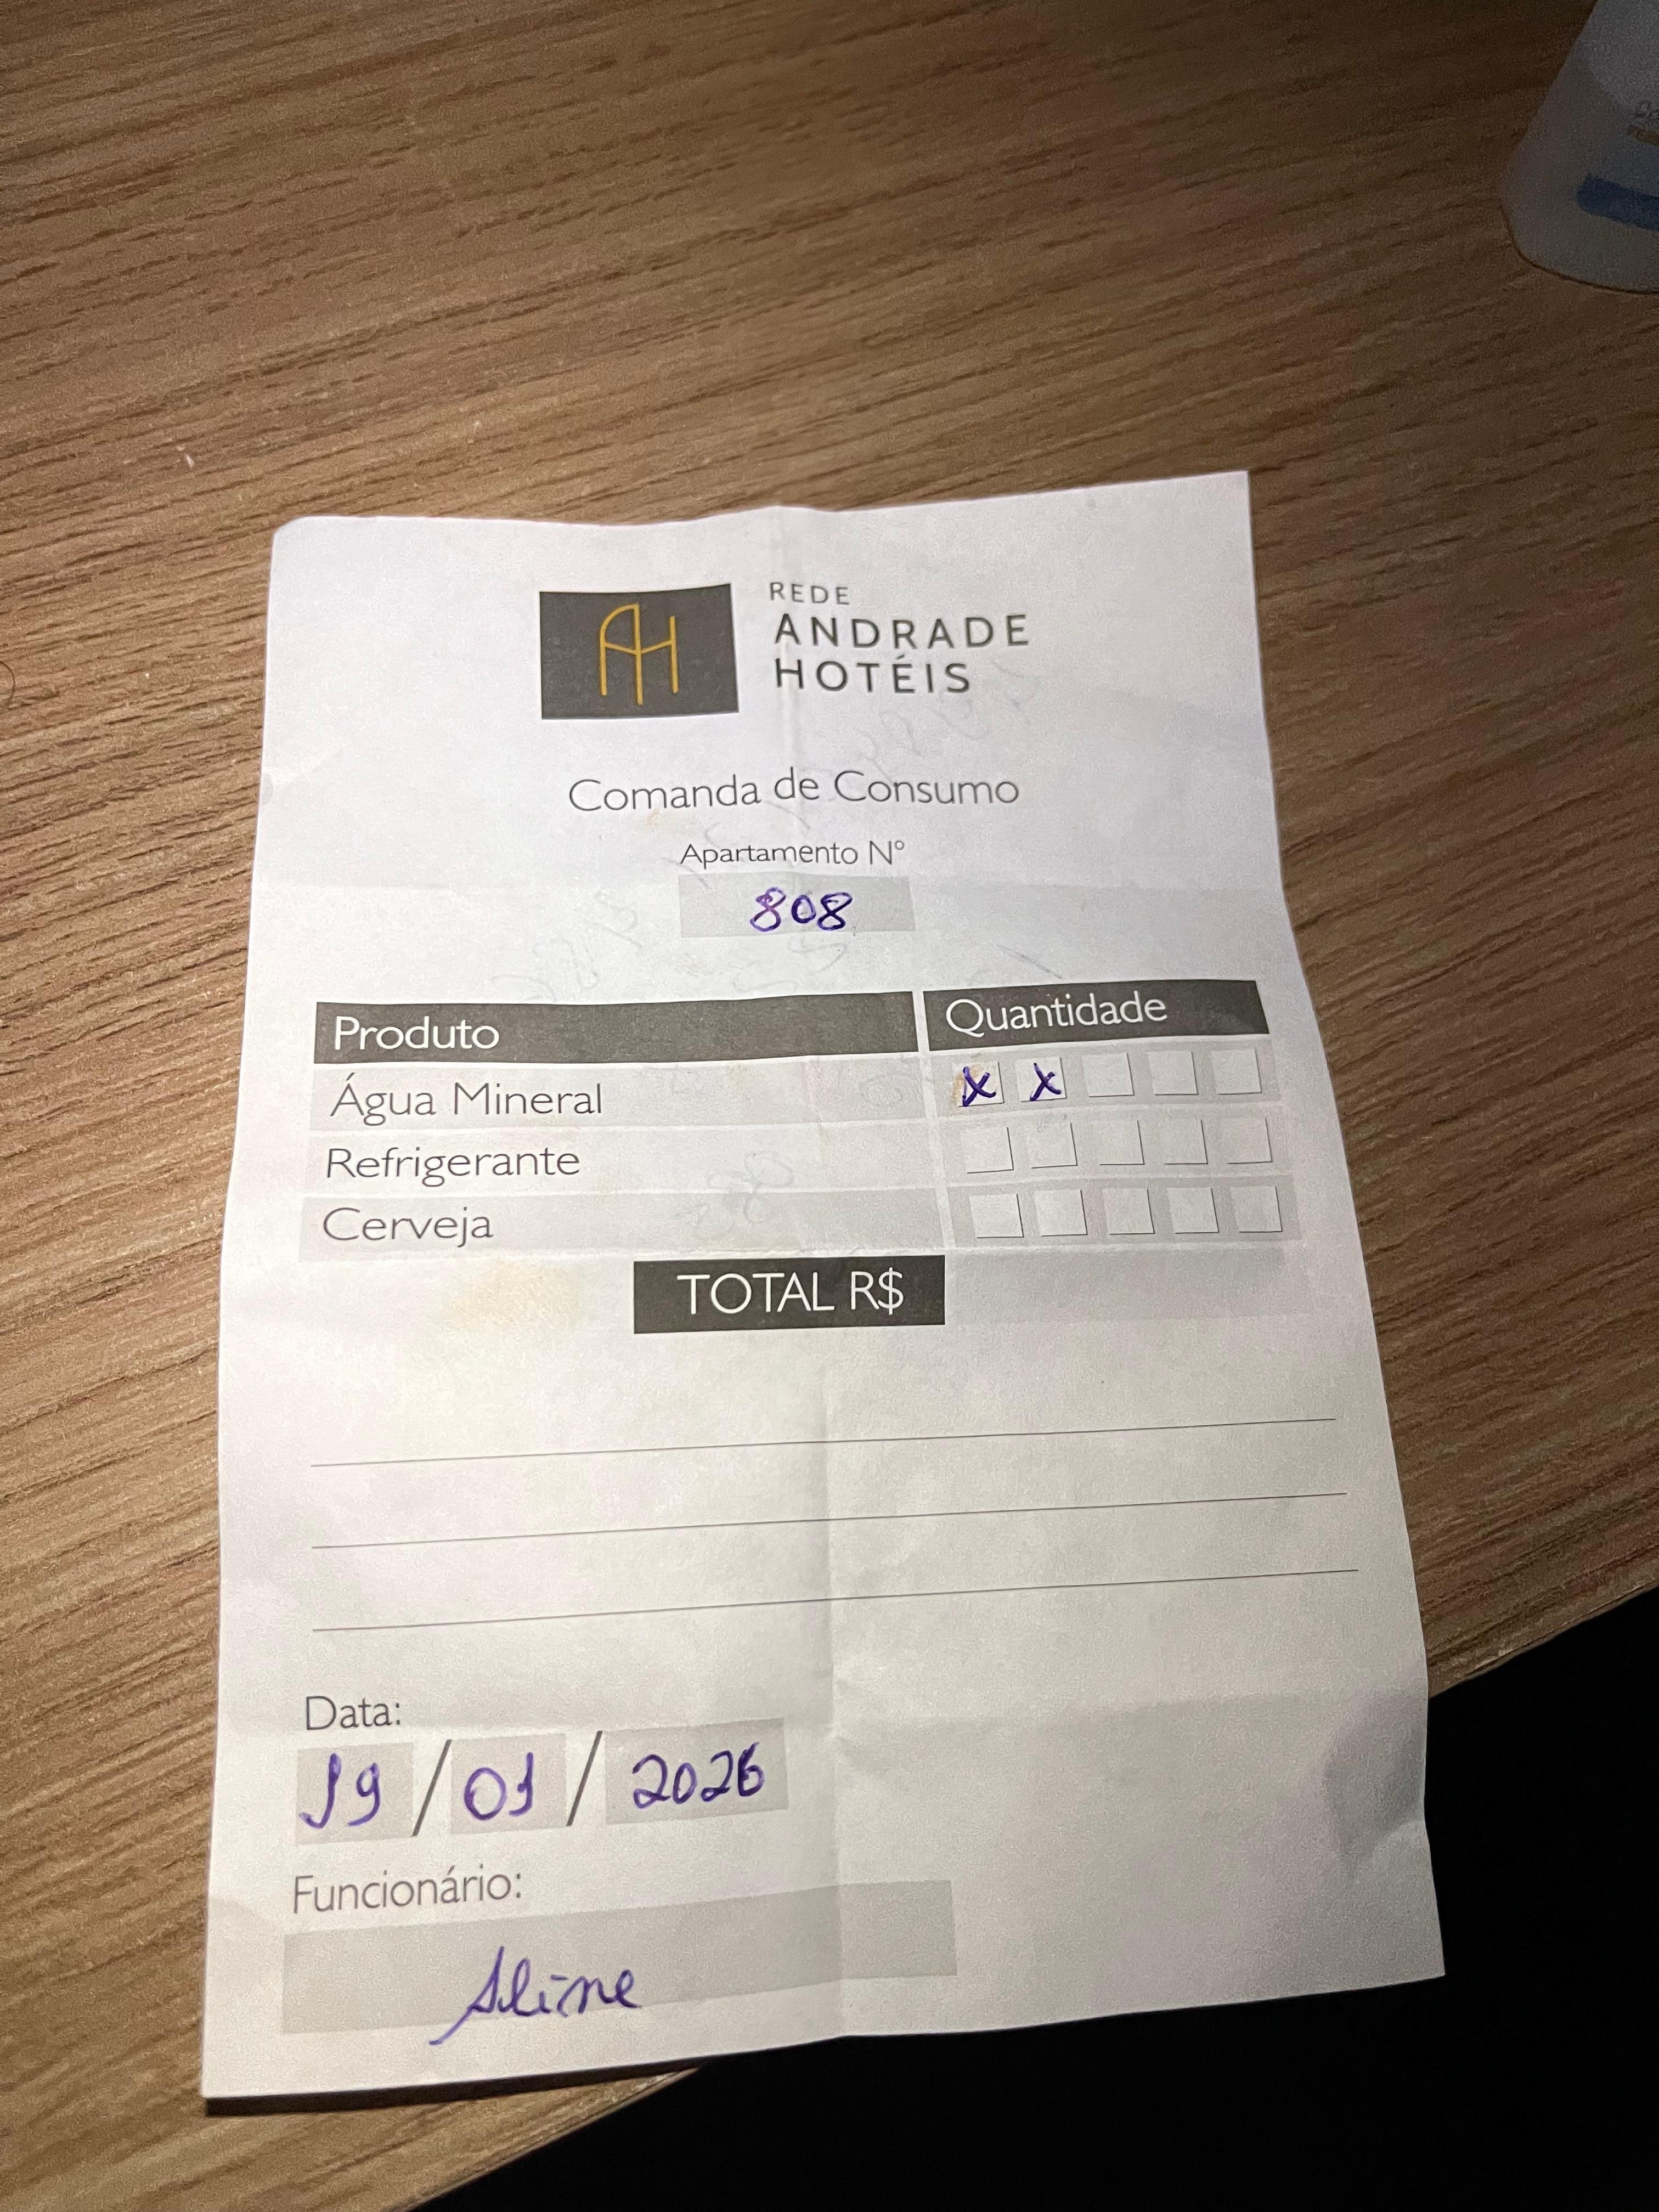 AH
REDE
ANDRADE
HOTÉIS
Comanda de Consumo
Apartamento Nº
808
Produto Quantidade
Água Mineral x x
Refrigerante
Cerveja
TOTAL R$
Data:
19 / 01 / 2026
Funcionário:
Aline